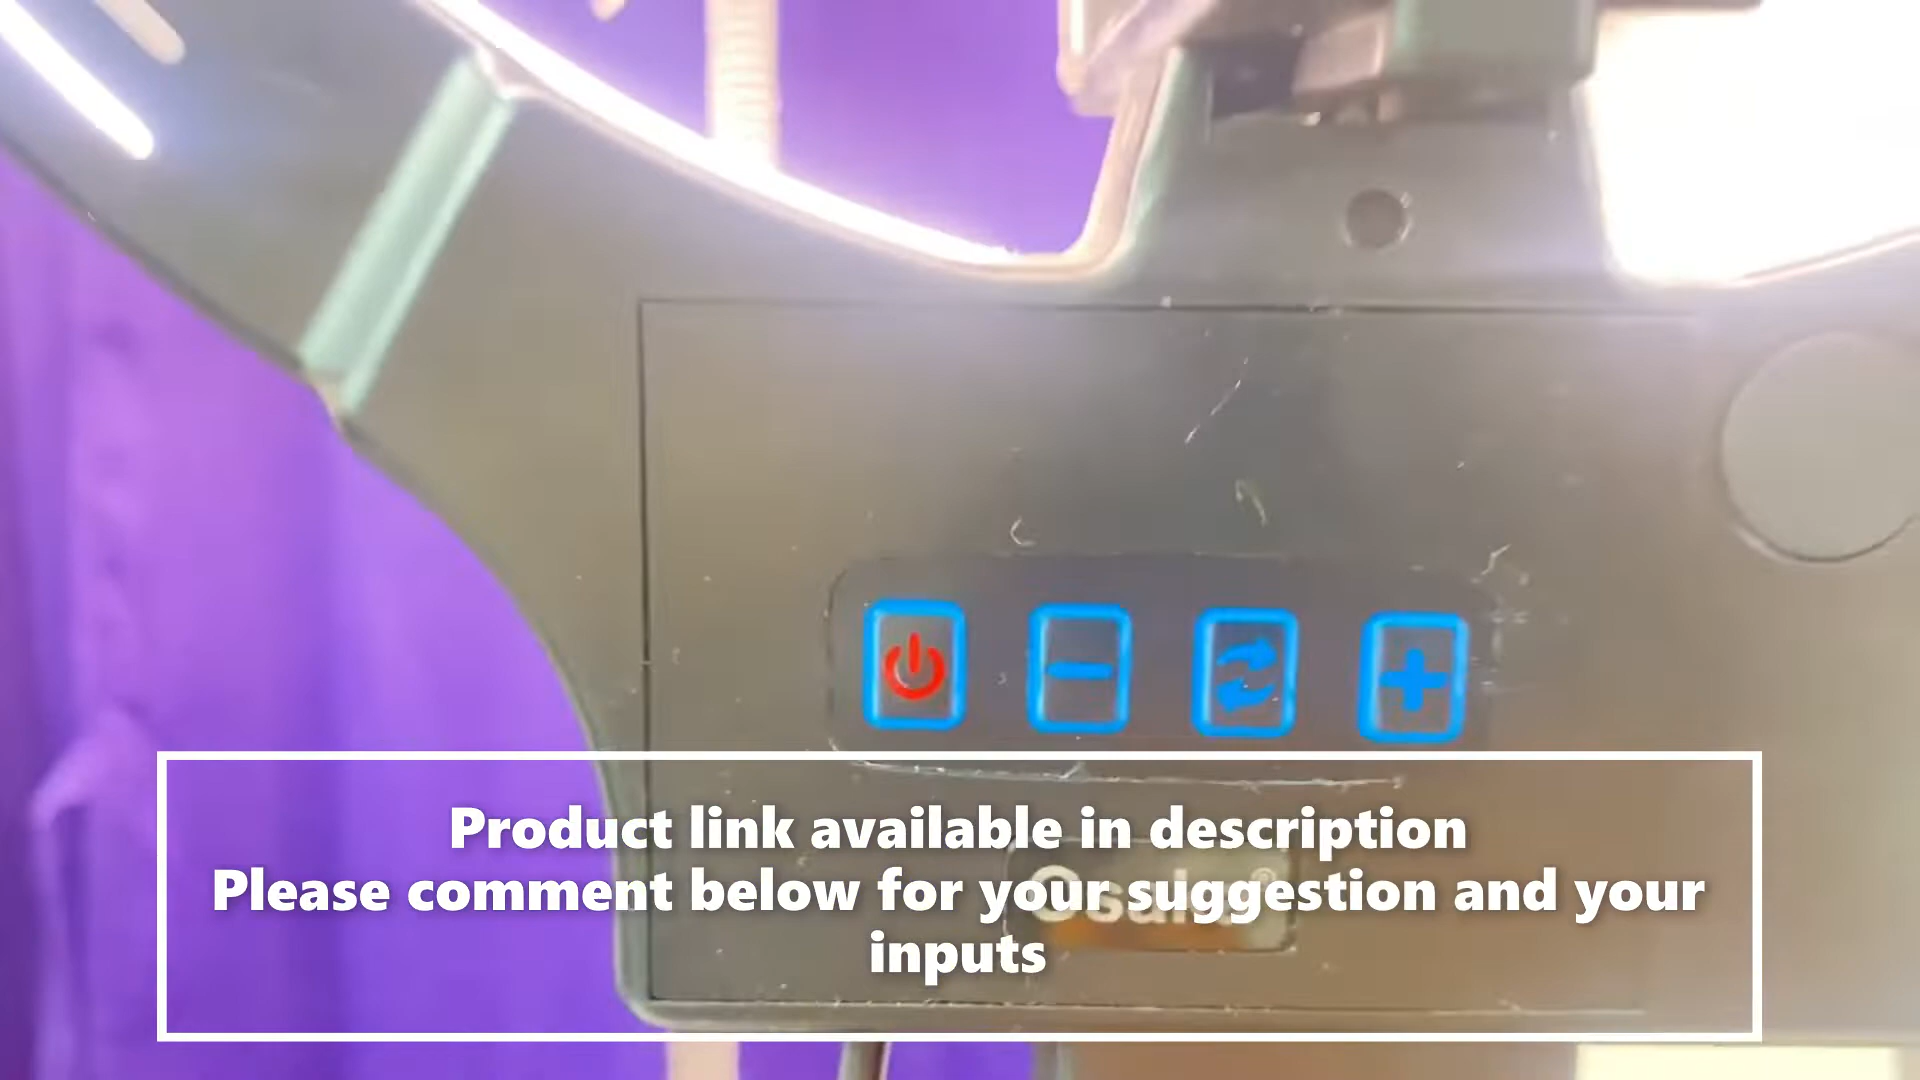 Product link available in description
Please comment below for your suggestion and your
inputs